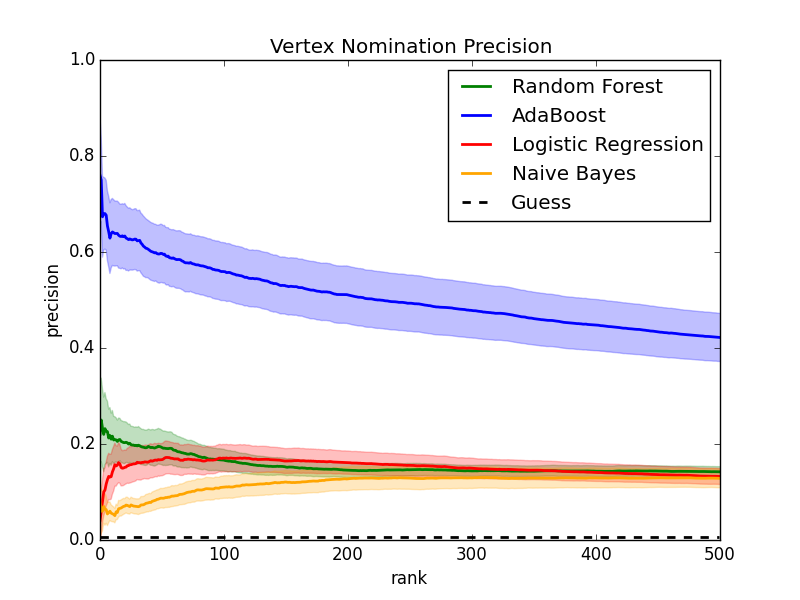 Vertex Nomination Precision
1.0
0.8
0.6
0.4
0.2
0.0
precision
Random Forest
AdaBoost
Logistic Regression
Naive Bayes
Guess
0 100 200 300 400 500
rank